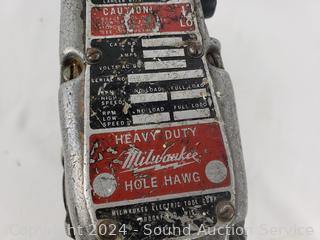 CAUTION:
CAT. NO.
AMPS
VOLTS AC
SERIAL NO.
RPM HIGH SPEED NO LOAD FULL LOAD
RPM LOW SPEED NO LOAD FULL LOAD
HEAVY DUTY
Milwaukee
HOLE HAWG
MILWAUKEE ELECTRIC TOOL CORP.
Copyright 2024 - Sound Auction Service